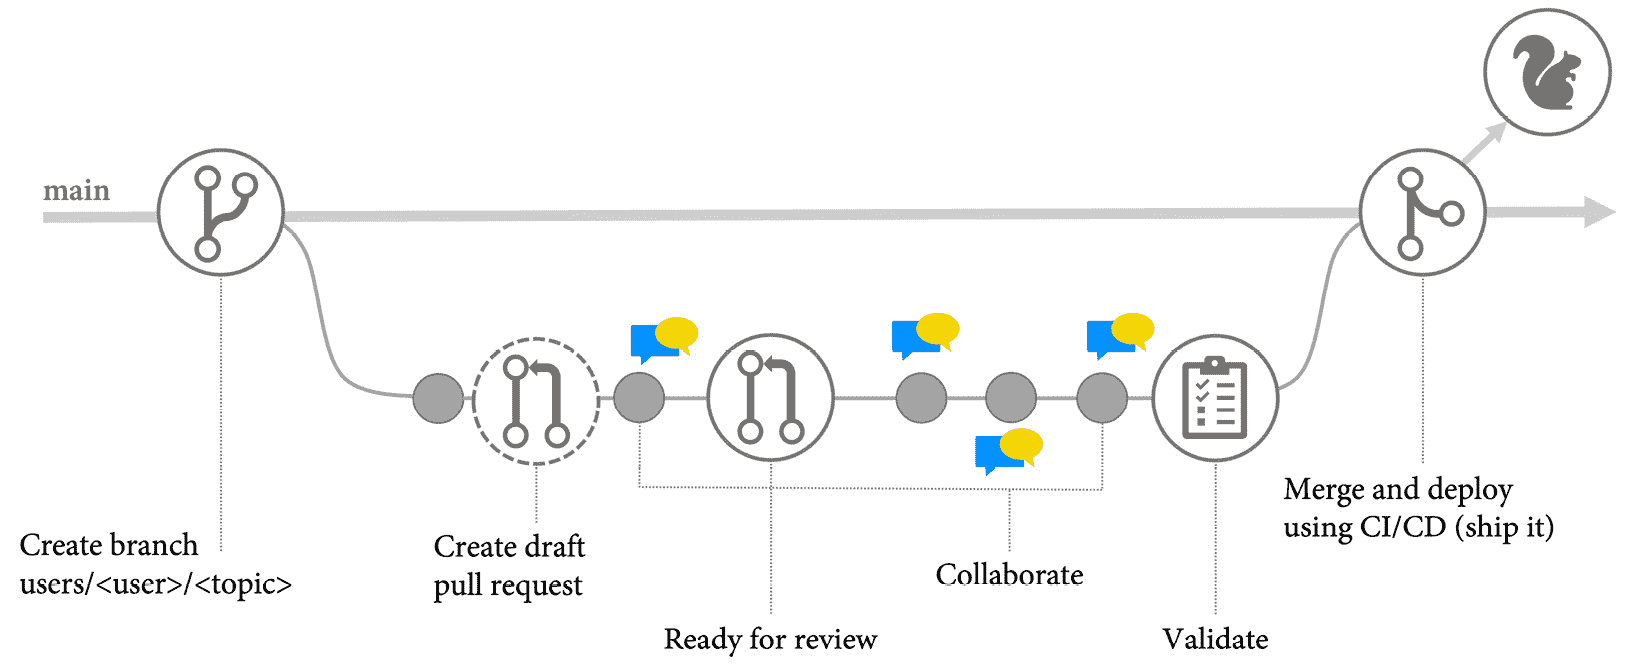 main
Create branch
users/<user>/<topic>
Create draft
pull request
Ready for review
Collaborate
Validate
Merge and deploy
using CI/CD (ship it)